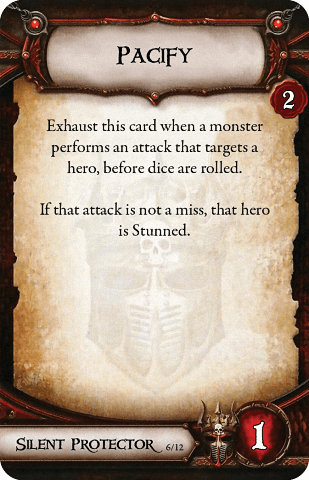 Pacify
2
Exhaust this card when a monster
performs an attack that targets a
hero, before dice are rolled.
If that attack is not a miss, that hero
is Stunned.
Silent Protector 6/12
1